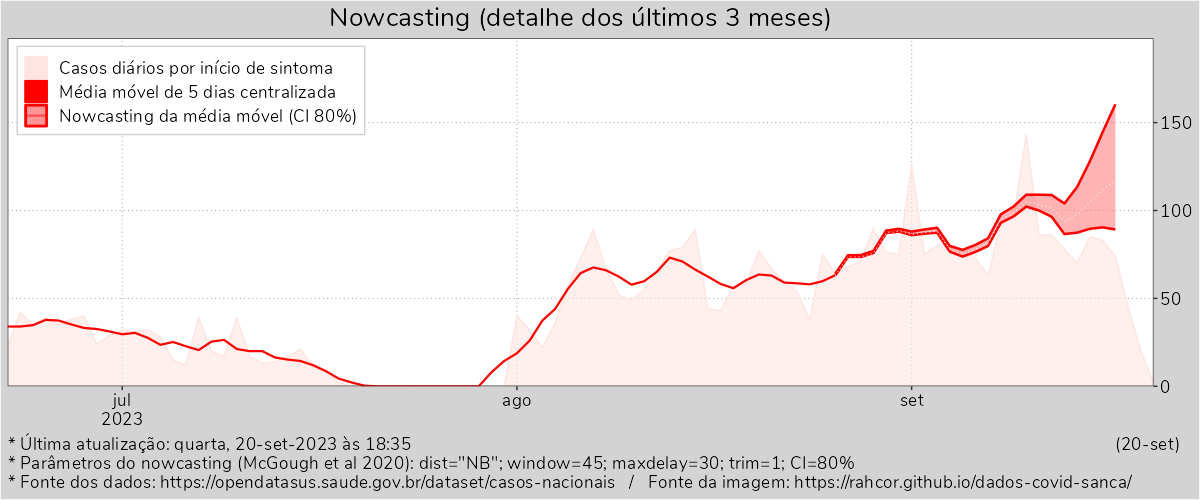 Nowcasting (detalhe dos últimos 3 meses)
Casos diários por início de sintoma
Média móvel de 5 dias centralizada
Nowcasting da média móvel (CI 80%)
150
100
50
0
jul
2023
ago
set
* Última atualização: quarta, 20-set-2023 às 18:35
(20-set)
* Parâmetros do nowcasting (McGough et al 2020): dist="NB"; window=45; maxdelay=30; trim=1; CI=80%
* Fonte dos dados: https://opendatasus.saude.gov.br/dataset/casos-nacionais / Fonte da imagem: https://rahcor.github.io/dados-covid-sanca/